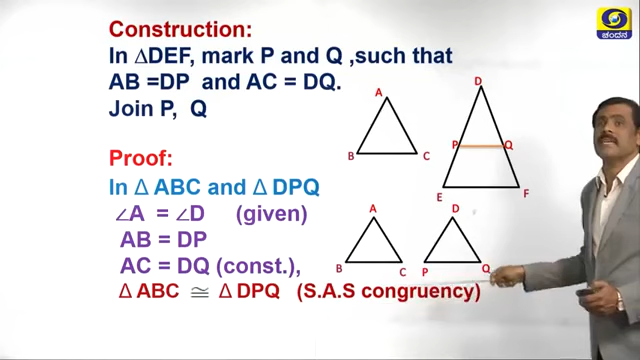 Construction:
In ∆DEF, mark P and Q ,such that
AB =DP and AC = DQ.
Join P, Q
Proof:
In ∆ ABC and ∆ DPQ
∠A = ∠D (given)
AB = DP
AC = DQ (const.),
∆ ABC ≅ ∆ DPQ (S.A.S congruency)
A
B C
D
P Q
E F
A
B C
D
P Q
ಚಂದನ